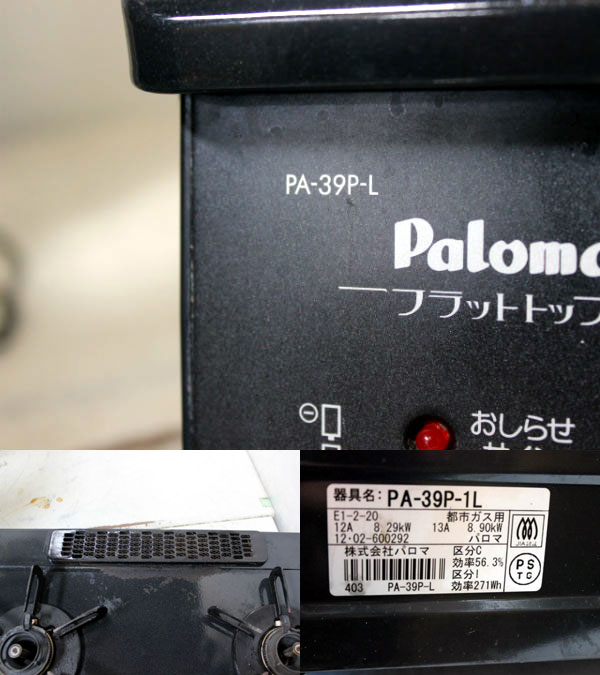 PA-39P-L
Paloma
フラットトップ
おしらせ
器具名: PA-39P-1L
E1-2-20 都市ガス用
12A 8.29kW 13A 8.90kW
12·02-600292 パロマ
株式会社パロマ 区分C
効率56.3%
区分I
403 PA-39P-L 効率271Wh
PS
TG